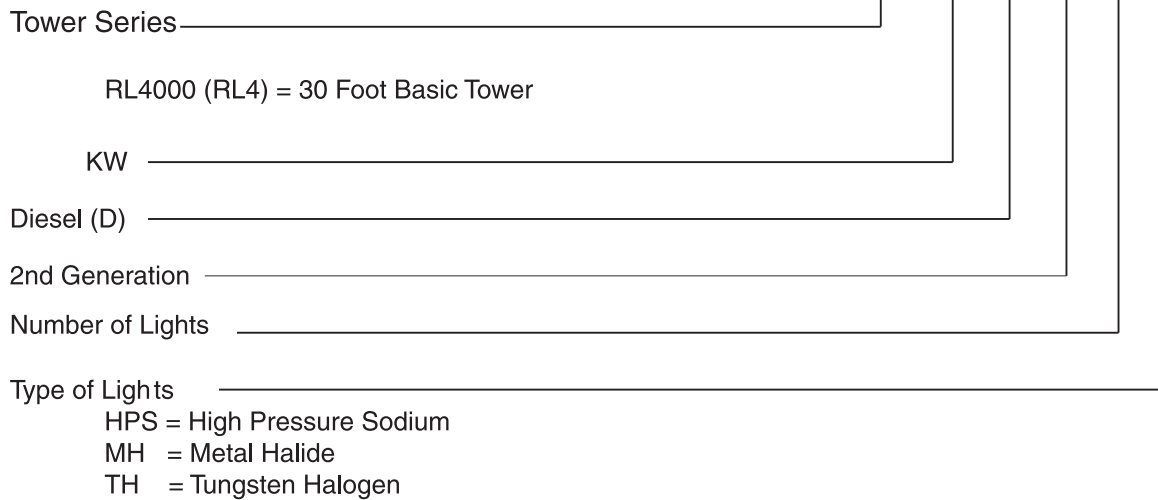 Tower Series
RL4000 (RL4) = 30 Foot Basic Tower
KW
Diesel (D)
2nd Generation
Number of Lights
Type of Lights
HPS = High Pressure Sodium
MH = Metal Halide
TH = Tungsten Halogen